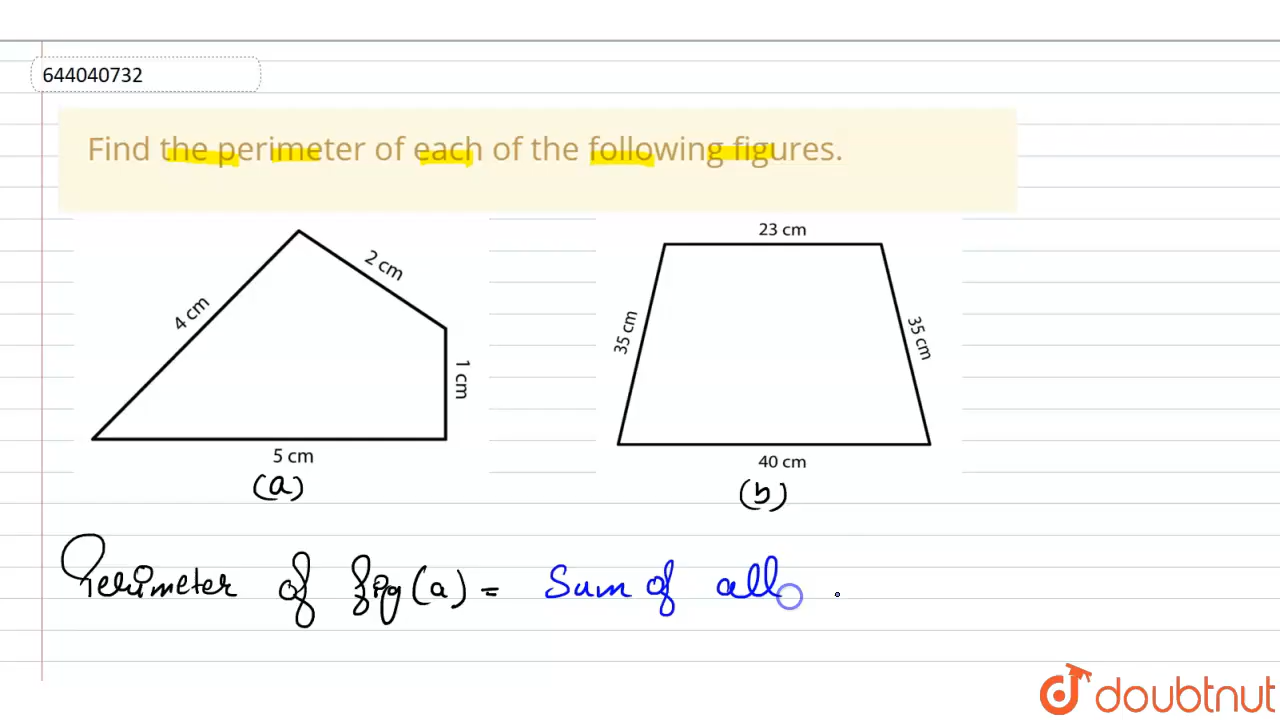 644040732
Find the perimeter of each of the following figures.
23 cm
2 cm
4 cm
35 cm
35 cm
1 cm
5 cm
40 cm
(a)
(b)
Perimeter of fig (a) = Sum of all
doubtnut